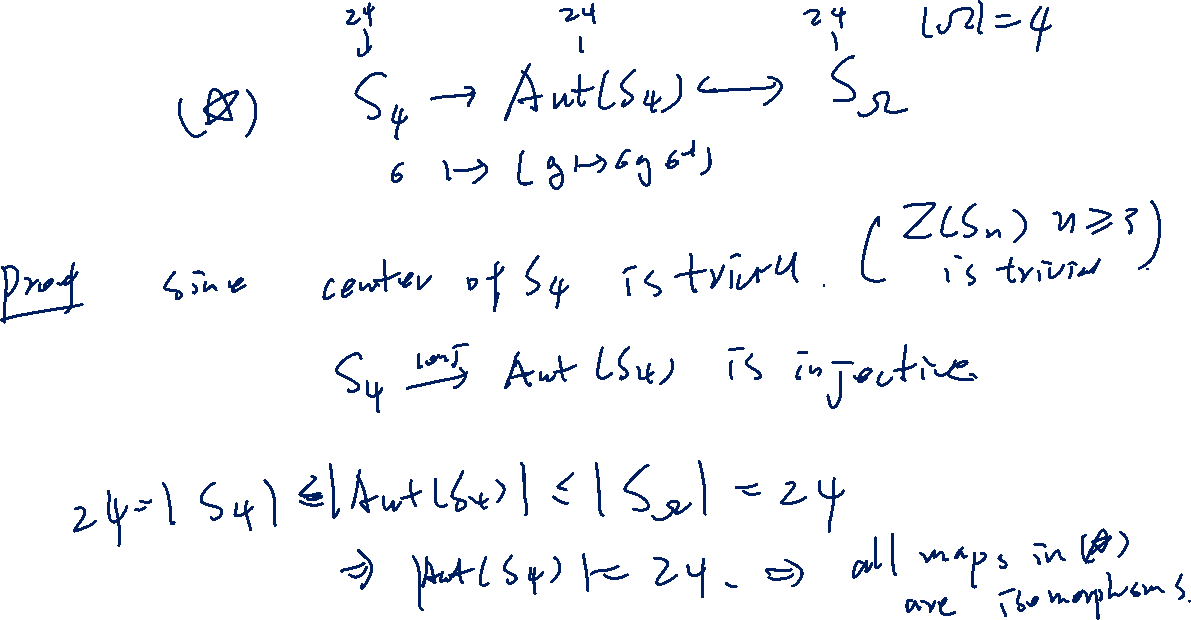 24 24 24 |Ω| = 4
(☆) S₄ → Aut(S₄) ↔ S_Ω
σ ↦ (g ↦ σgσ⁻¹)
Proof since center of S₄ is trivial. (Z(Sₙ) n ≥ 3 is trivial)
S₄ →^{conj} Aut(S₄) is injective.
24 = |S₄| ≤ |Aut(S₄)| ≤ |S_Ω| = 24
⇒ |Aut(S₄)| = 24. ⇒ all maps in (☆)
are isomorphisms.